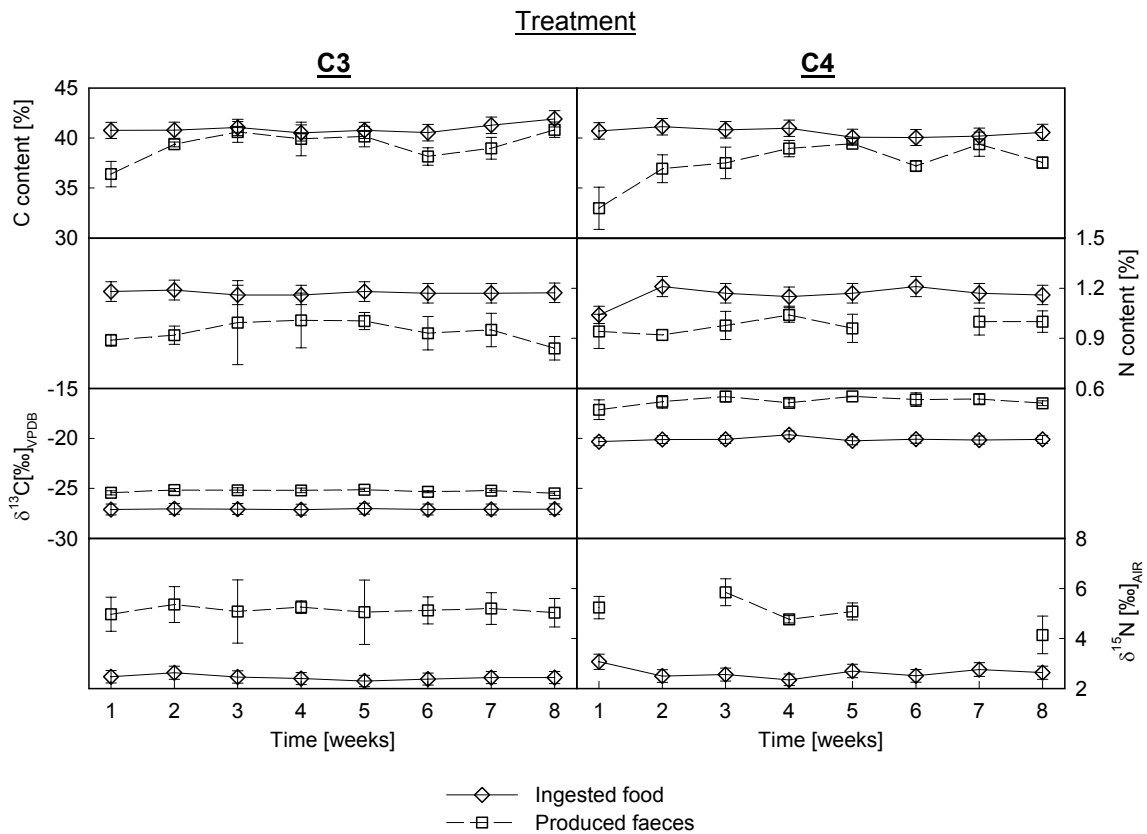 Treatment
C3
C4
C content [%]
45
40
35
30
N content [%]
1.5
1.2
0.9
0.6
δ13C[‰]VPDB
-15
-20
-25
-30
δ15N [‰]AIR
8
6
4
2
1 2 3 4 5 6 7 8
1 2 3 4 5 6 7 8
Time [weeks]
Time [weeks]
Ingested food
Produced faeces